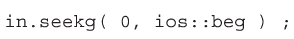 in.seekg( 0, ios::beg ) ;